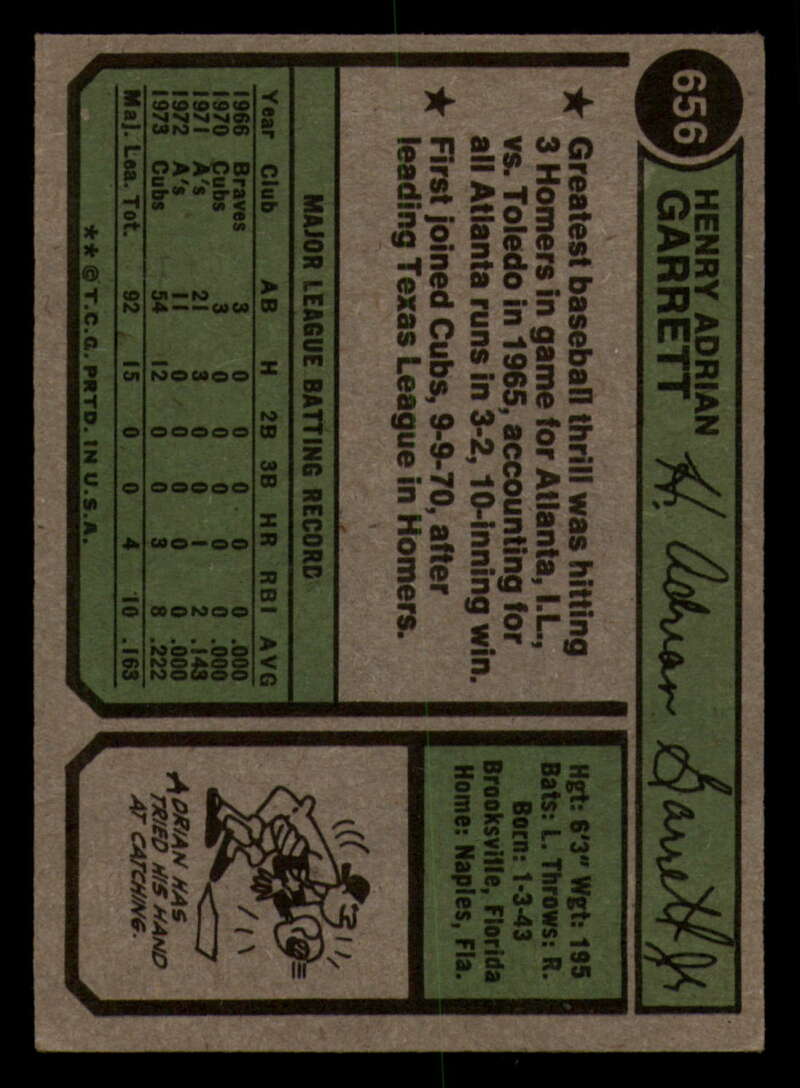 656
HENRY ADRIAN
GARRETT
H. Adrian Garrett Jr
★ Greatest baseball thrill was hitting
3 Homers in game for Atlanta, I.L.,
vs. Toledo in 1965, accounting for
all Atlanta runs in 3-2, 10-inning win.
★ First joined Cubs, 9-9-70, after
leading Texas League in Homers.
MAJOR LEAGUE BATTING RECORD
Year Club AB H 2B 3B HR RBI AVG
1966 Braves 3 0 0 0 0 0 .000
1970 Cubs 3 0 0 0 0 0 .000
1971 A's 21 3 0 0 1 2 .143
1972 A's 11 0 0 0 0 0 .000
1973 Cubs 54 12 0 0 3 8 .222
Maj. Lea. Tot. 92 15 0 0 4 10 .163
**© T.C.G. PRTD. IN U.S.A.
Hgt: 6'3" Wgt: 195
Bats: L. Throws: R.
Born: 1-3-43
Brooksville, Florida
Home: Naples, Fla.
ADRIAN HAS
TRIED HIS HAND
AT CATCHING.